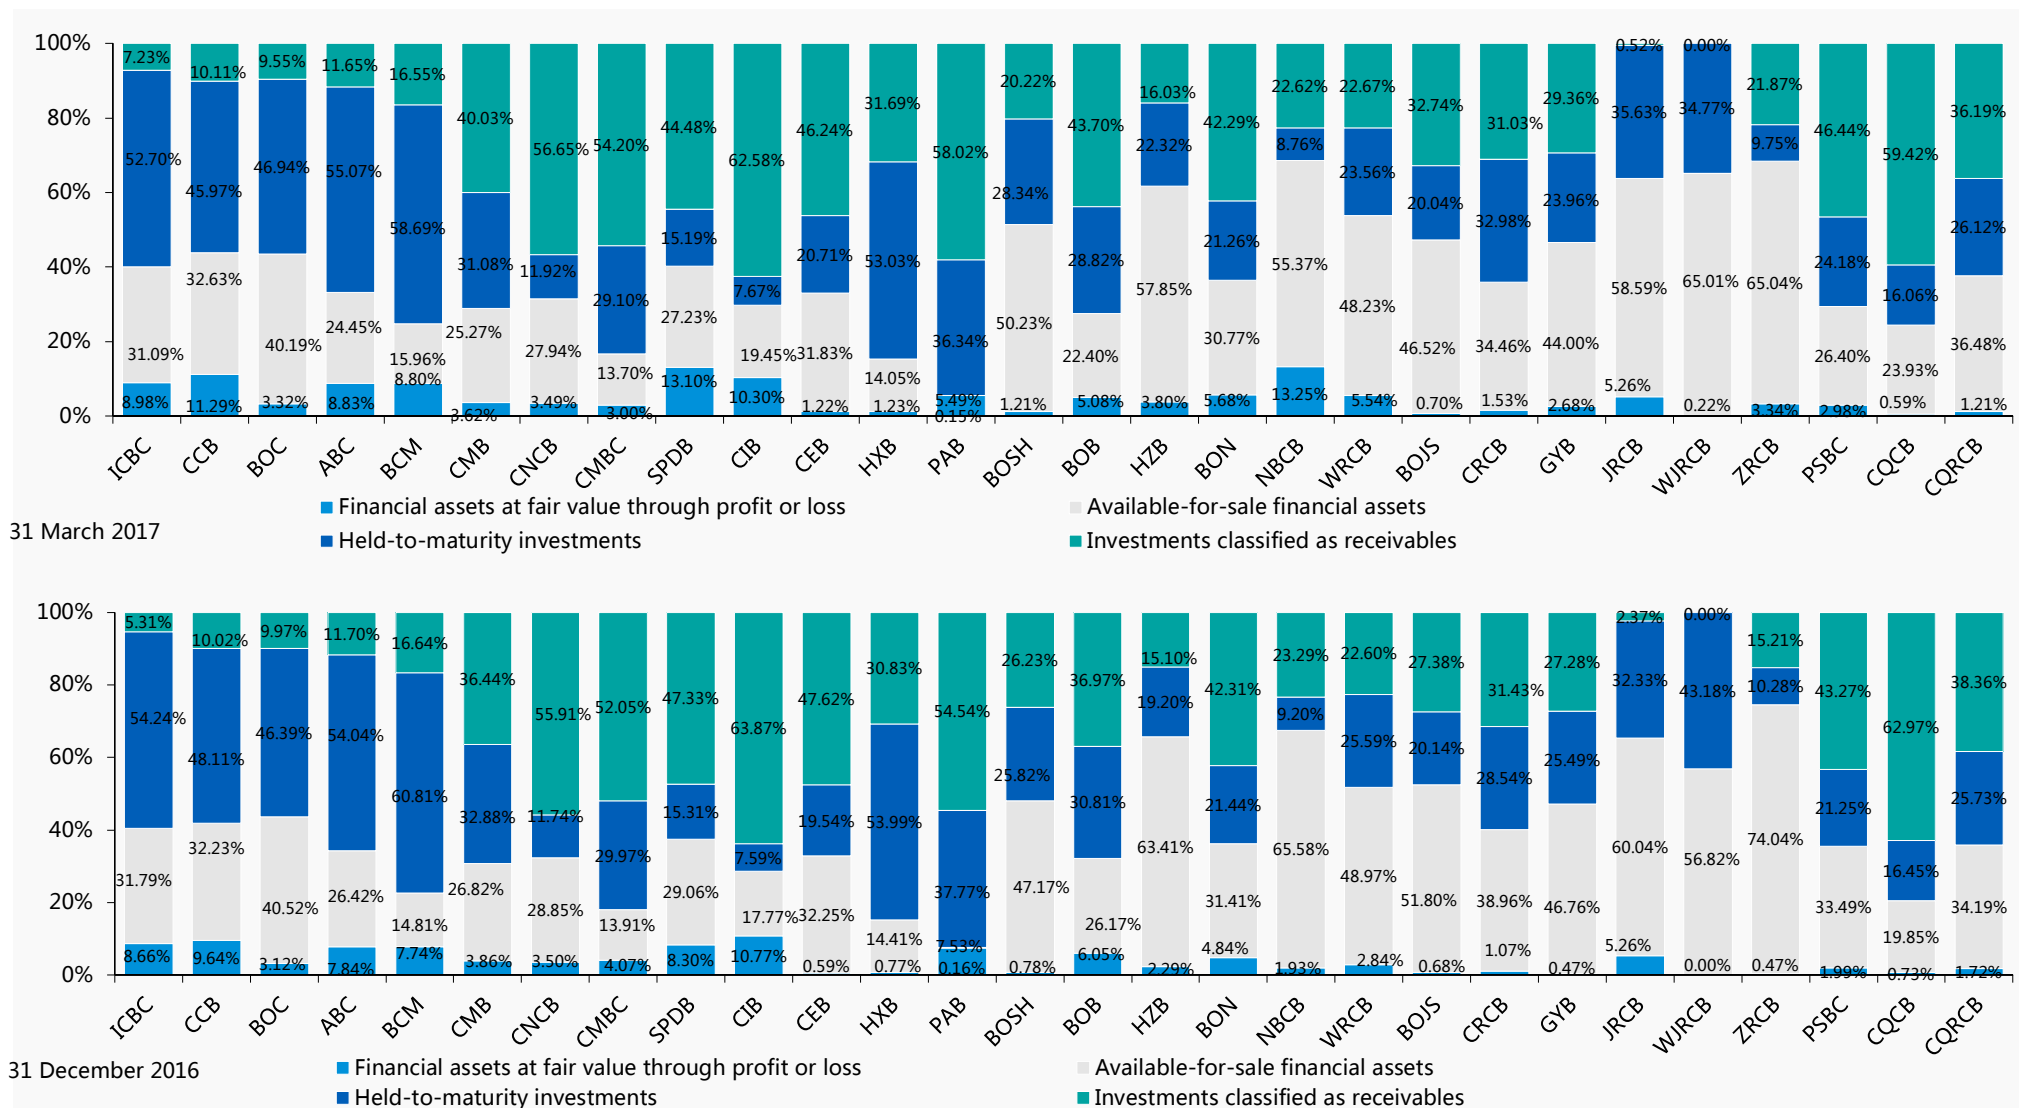 100%
80%
60%
40%
20%
0%
7.23% 10.11% 9.55% 11.65% 16.55% 40.03% 56.65% 54.20% 44.48% 62.58% 46.24% 31.69% 58.02% 20.22% 43.70% 16.03% 42.29% 22.62% 22.67% 32.74% 31.03% 29.36% 0.52% 0.00% 21.87% 46.44% 59.42% 36.19%
52.70% 45.97% 46.94% 55.07% 58.69% 31.08% 11.92% 29.10% 15.19% 7.67% 20.71% 53.03% 36.34% 28.34% 28.82% 22.32% 21.26% 8.76% 23.56% 20.04% 32.98% 23.96% 35.63% 34.77% 9.75% 24.18% 16.06% 26.12%
31.09% 32.63% 40.19% 24.45% 15.96% 25.27% 27.94% 13.70% 27.23% 19.45% 31.83% 14.05% 5.49% 50.23% 22.40% 57.85% 30.77% 55.37% 48.23% 46.52% 34.46% 44.00% 58.59% 65.01% 65.04% 26.40% 23.93% 36.48%
8.98% 11.29% 3.32% 8.83% 8.80% 3.62% 3.49% 3.00% 13.10% 10.30% 1.22% 1.23% 0.15% 1.21% 5.08% 3.80% 5.68% 13.25% 5.54% 0.70% 1.53% 2.68% 5.26% 0.22% 3.34% 2.98% 0.59% 1.21%
ICBC CCB BOC ABC BCM CMB CNCB CMBC SPDB CIB CEB HXB PAB BOSH BOB HZB BON NBCB WRCB BOJS CRCB GYB JRCB WJRCB ZRCB PSBC CQCB CQRCB
Financial assets at fair value through profit or loss Available-for-sale financial assets
31 March 2017
Held-to-maturity investments Investments classified as receivables
100%
80%
60%
40%
20%
0%
5.31% 10.02% 9.97% 11.70% 16.64% 36.44% 55.91% 52.05% 47.33% 63.87% 47.62% 30.83% 54.54% 26.23% 36.97% 15.10% 42.31% 23.29% 22.60% 27.38% 31.43% 27.28% 2.37% 0.00% 15.21% 43.27% 62.97% 38.36%
54.24% 48.11% 46.39% 54.04% 60.81% 32.88% 11.74% 29.97% 15.31% 7.59% 19.54% 53.99% 37.77% 25.82% 30.81% 19.20% 21.44% 9.20% 25.59% 20.14% 28.54% 25.49% 32.33% 43.18% 10.28% 21.25% 16.45% 25.73%
31.79% 32.23% 40.52% 26.42% 14.81% 26.82% 28.85% 13.91% 29.06% 17.77% 32.25% 14.41% 7.53% 47.17% 26.17% 63.41% 31.41% 65.58% 48.97% 51.80% 38.96% 46.76% 60.04% 56.82% 74.04% 33.49% 19.85% 34.19%
8.66% 9.64% 3.12% 7.84% 7.74% 3.86% 3.50% 4.07% 8.30% 10.77% 0.59% 0.77% 0.16% 0.78% 6.05% 2.29% 4.84% 1.93% 2.84% 0.68% 1.07% 0.47% 5.26% 0.00% 0.47% 1.99% 0.73% 1.72%
ICBC CCB BOC ABC BCM CMB CNCB CMBC SPDB CIB CEB HXB PAB BOSH BOB HZB BON NBCB WRCB BOJS CRCB GYB JRCB WJRCB ZRCB PSBC CQCB CQRCB
31 December 2016 Financial assets at fair value through profit or loss Available-for-sale financial assets
Held-to-maturity investments Investments classified as receivables